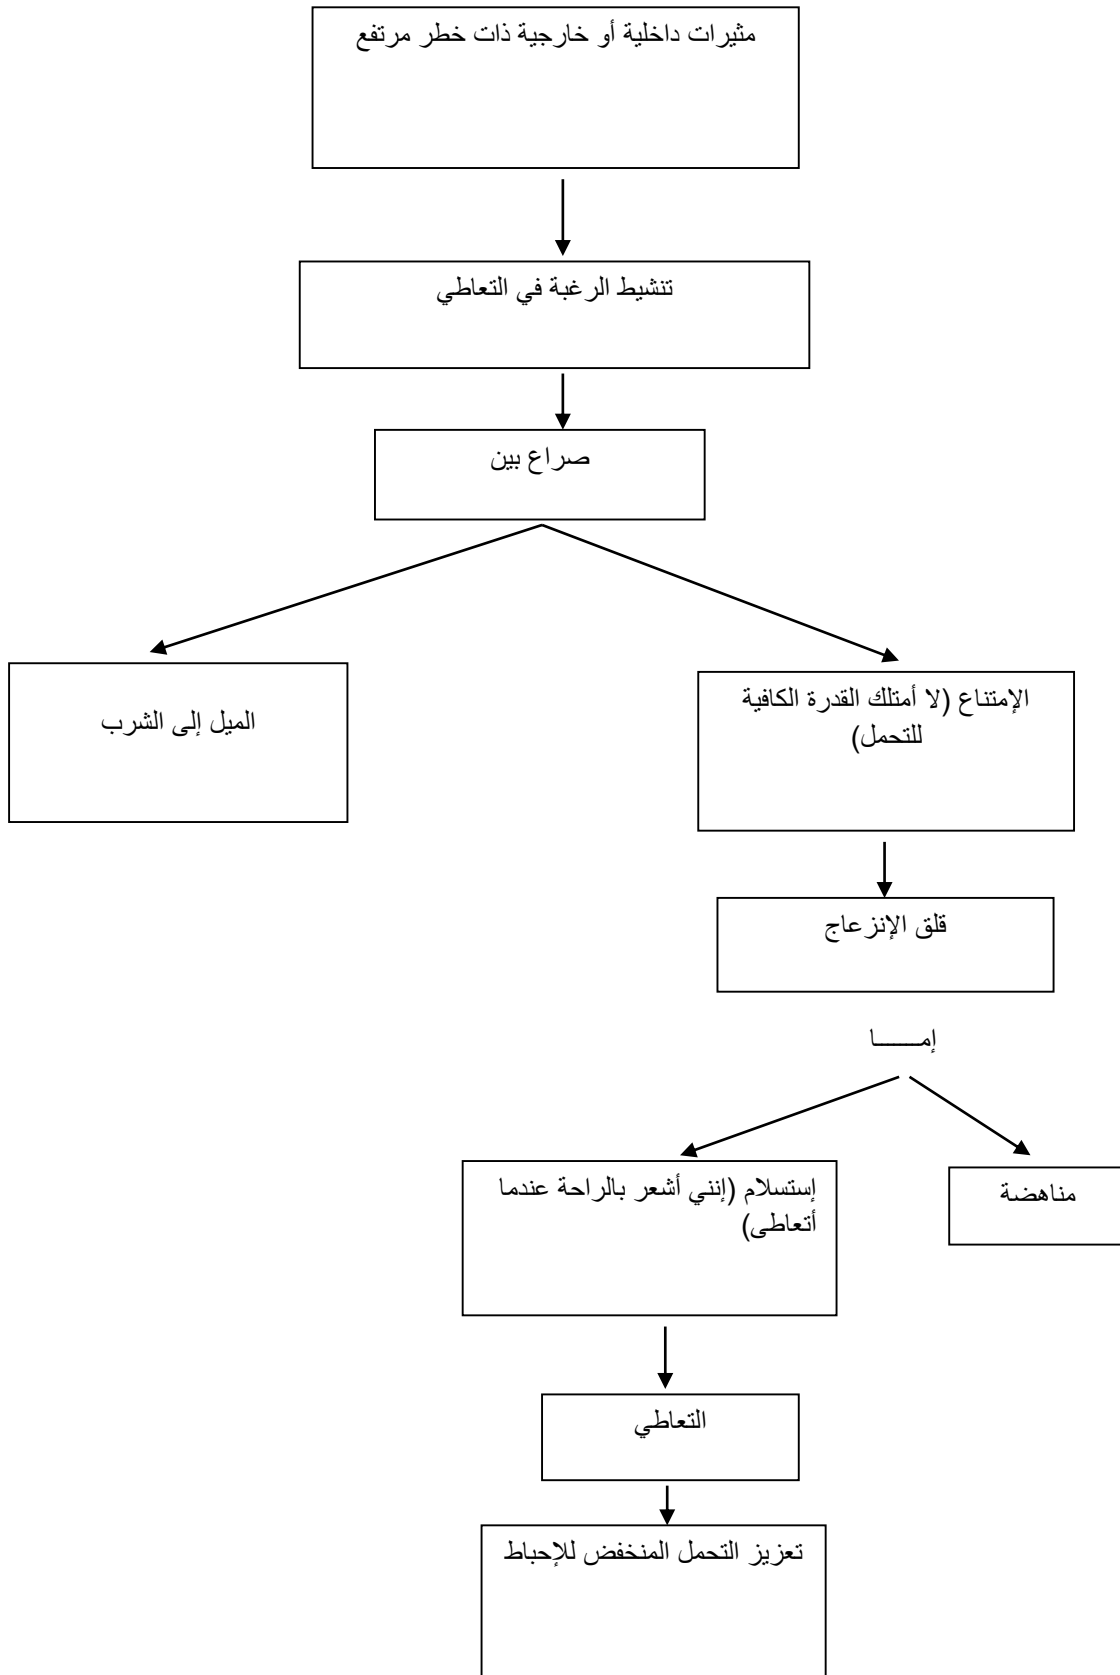 مثيرات داخلية أو خارجية ذات خطر مرتفع
تنشيط الرغبة في التعاطي
صراع بين
الإمتناع (لا أمتلك القدرة الكافية
للتحمل)
الميل إلى الشرب
قلق الإنزعاج
إمـــــا
مناهضة
إستسلام (إنني أشعر بالراحة عندما
أتعاطى)
التعاطي
تعزيز التحمل المنخفض للإحباط